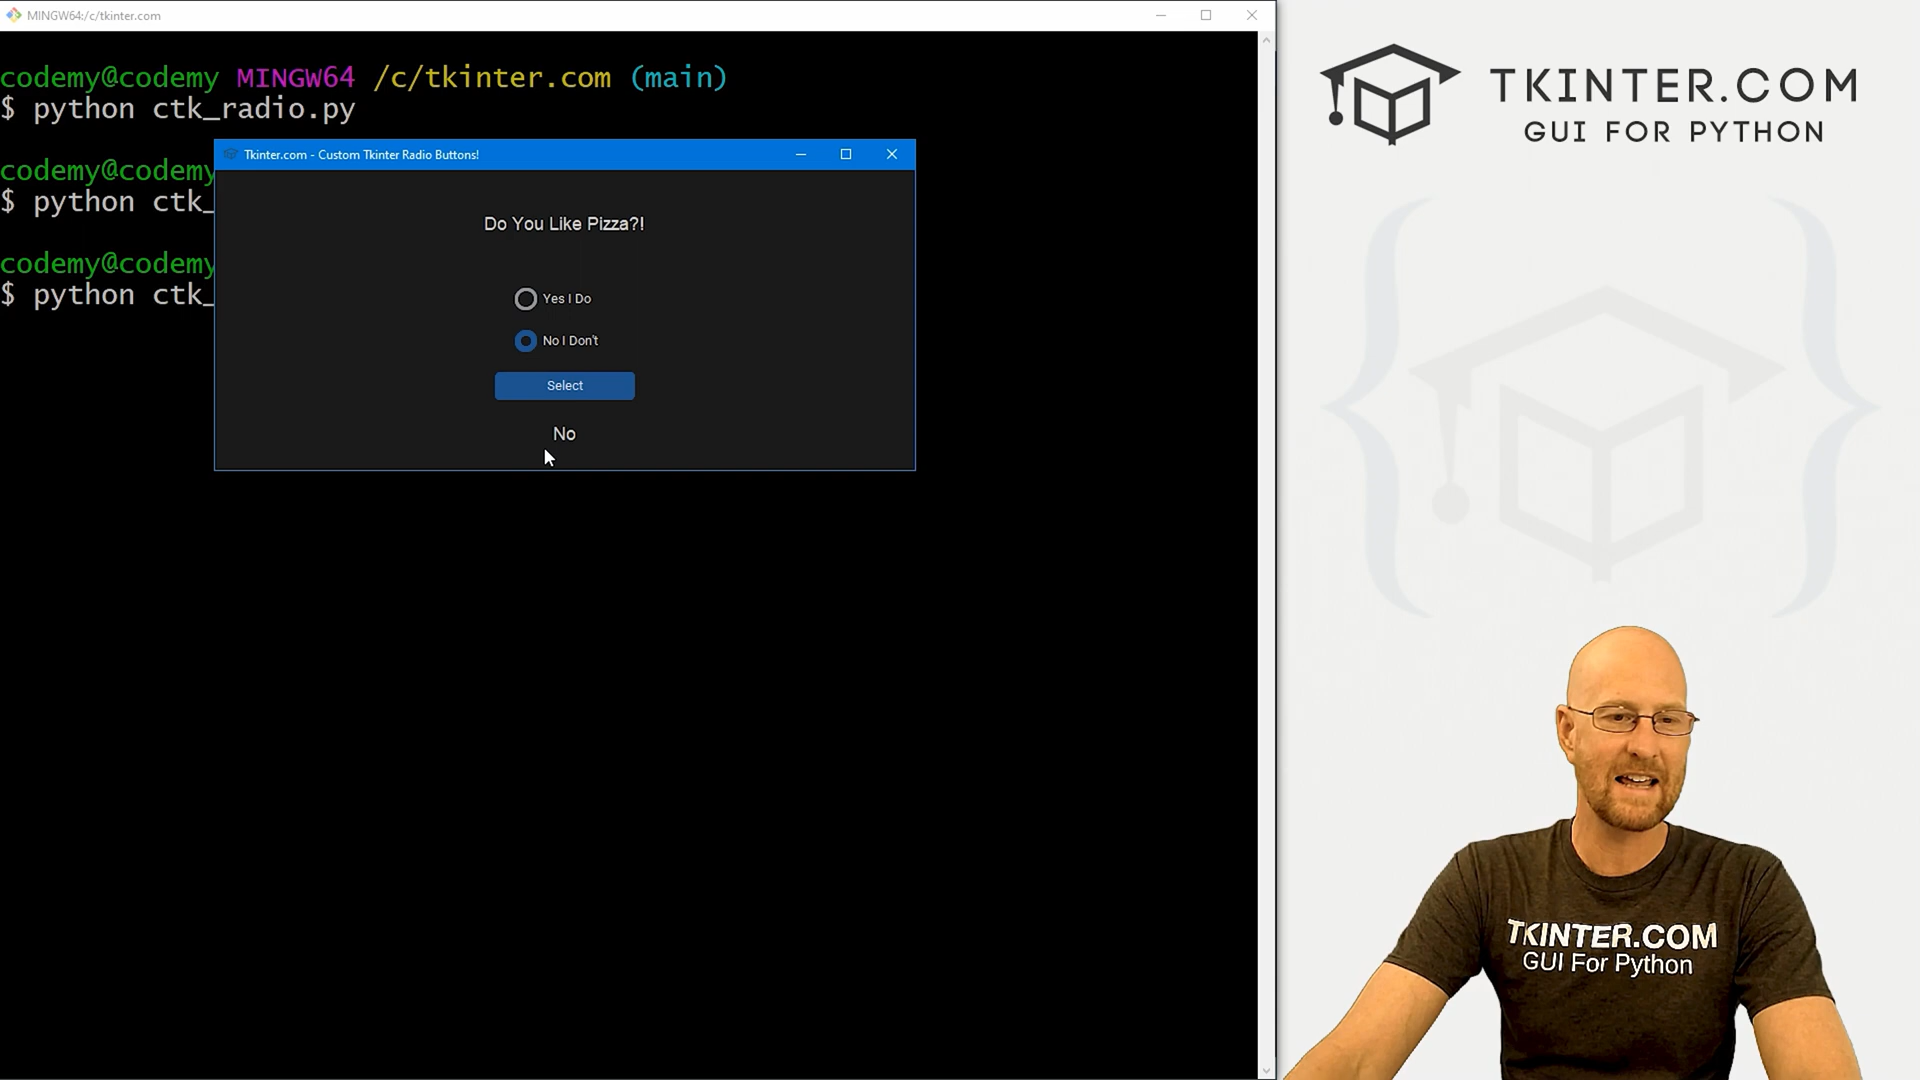 MINGW64:/c/tkinter.com
codemy@codemy MINGW64 /c/tkinter.com (main)
$ python ctk_radio.py
codemy@codemy
$ python ctk_
codemy@codemy
$ python ctk_
Tkinter.com - Custom Tkinter Radio Buttons!
Do You Like Pizza?!
Yes I Do
No I Don't
Select
No
TKINTER.COM
GUI FOR PYTHON
TKINTER.COM
GUI For Python